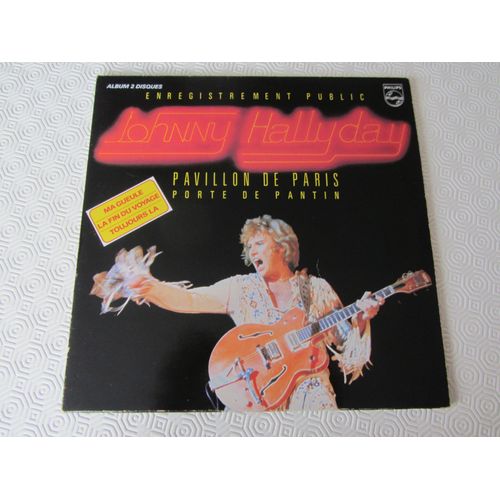 ALBUM 2 DISQUES
PHILIPS
ENREGISTREMENT PUBLIC
Johnny Hallyday
PAVILLON DE PARIS
PORTE DE PANTIN
MA GUEULE
LA FIN DU VOYAGE
TOUJOURS LA